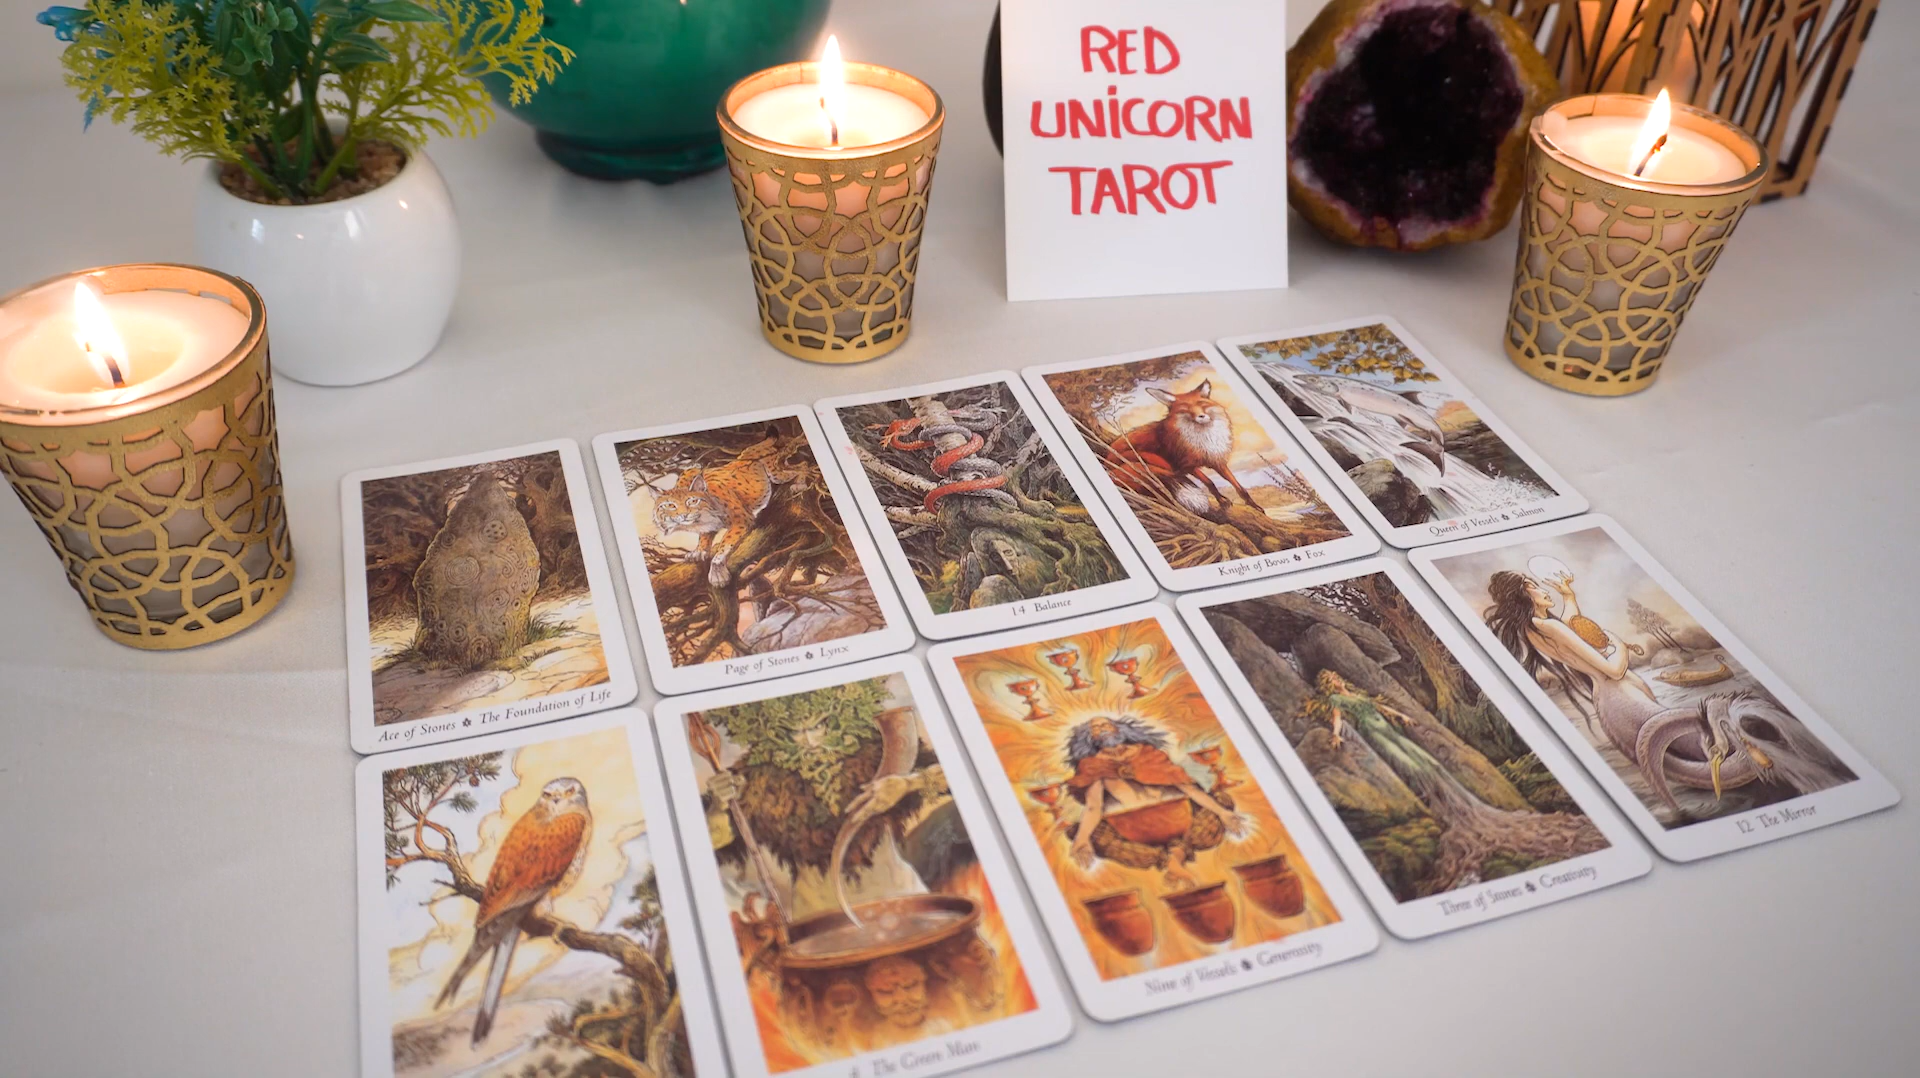 RED
UNiCORN
TAROT
Ace of Stones The Foundation of Life
Page of Stones Lynx
14 Balance
Knight of Bows Fox
Queen of Vessels Salmon
The Green Man
Nine of Vessels Generosity
Three of Stones Creativity
12 The Mirror